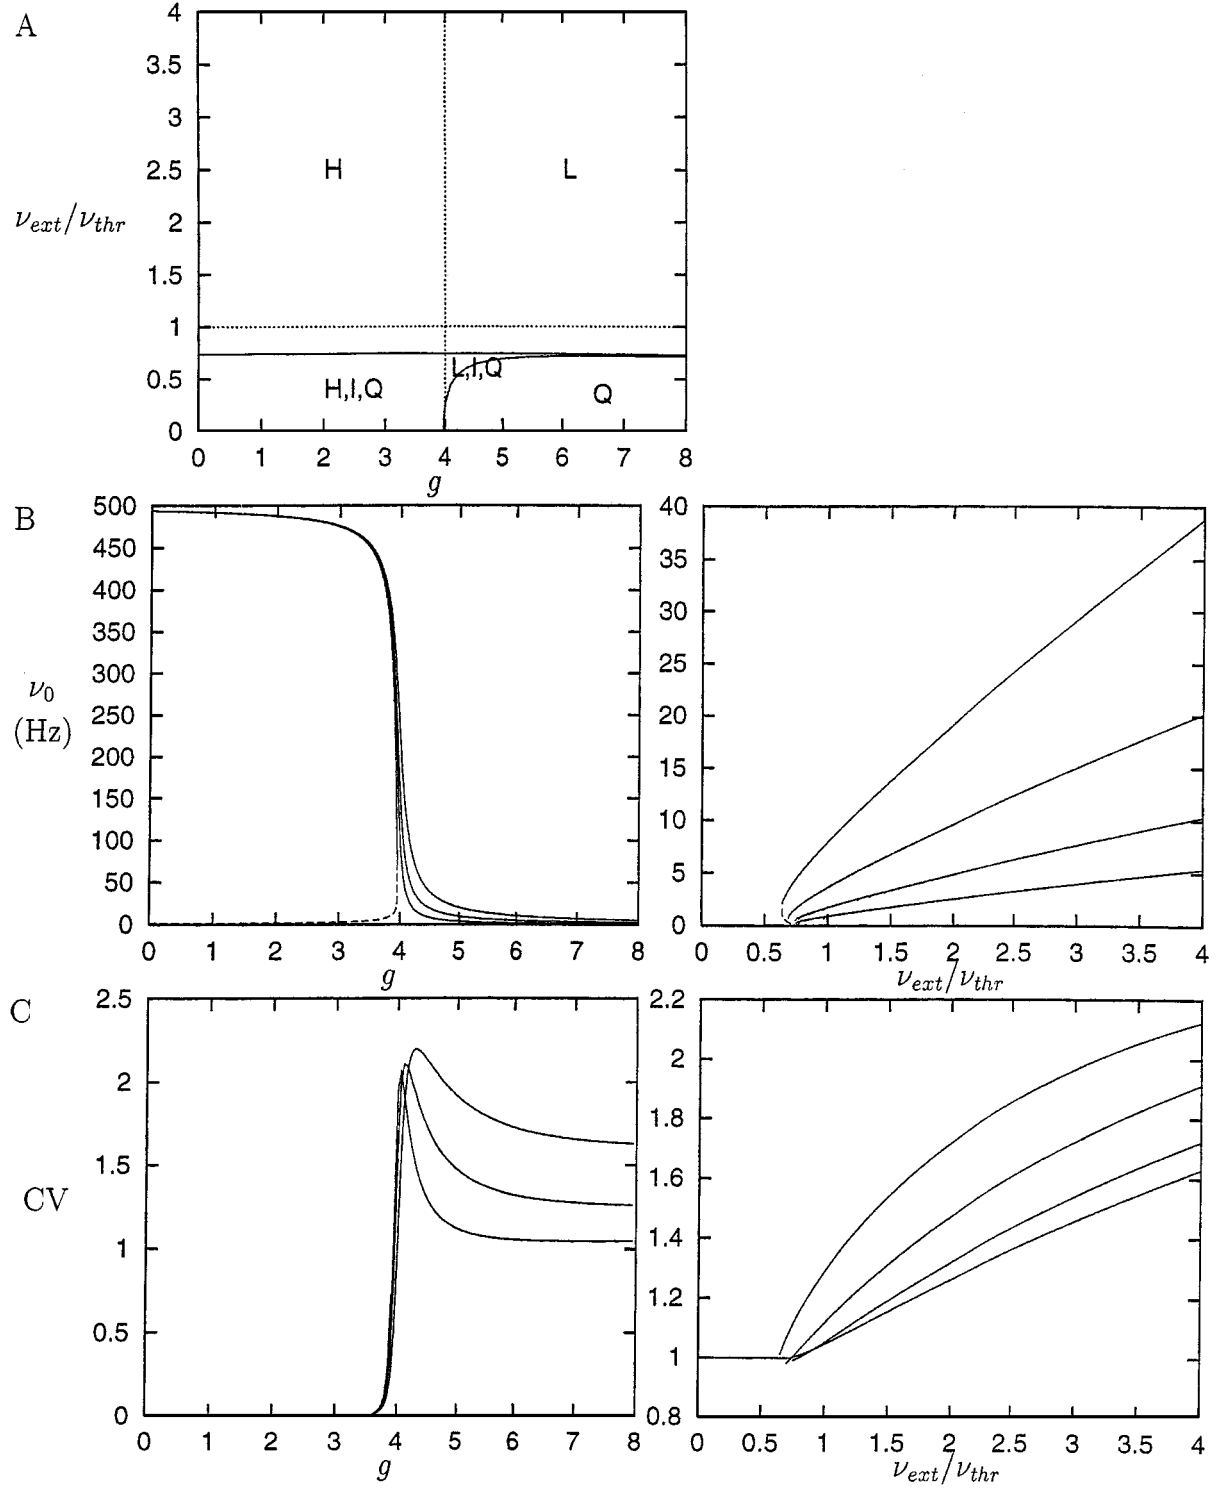 A
4
3.5
3
2.5
2
1.5
1
0.5
0
ν_ext/ν_thr
H
L
H,I,Q
L,I,Q
Q
0 1 2 3 4 5 6 7 8
g
B
500
450
400
350
300
250
200
150
100
50
0
ν_0
(Hz)
0 1 2 3 4 5 6 7 8
g
40
35
30
25
20
15
10
5
0
0 0.5 1 1.5 2 2.5 3 3.5 4
ν_ext/ν_thr
C
2.5
2
1.5
1
0.5
0
CV
0 1 2 3 4 5 6 7 8
g
2.2
2
1.8
1.6
1.4
1.2
1
0.8
0 0.5 1 1.5 2 2.5 3 3.5 4
ν_ext/ν_thr